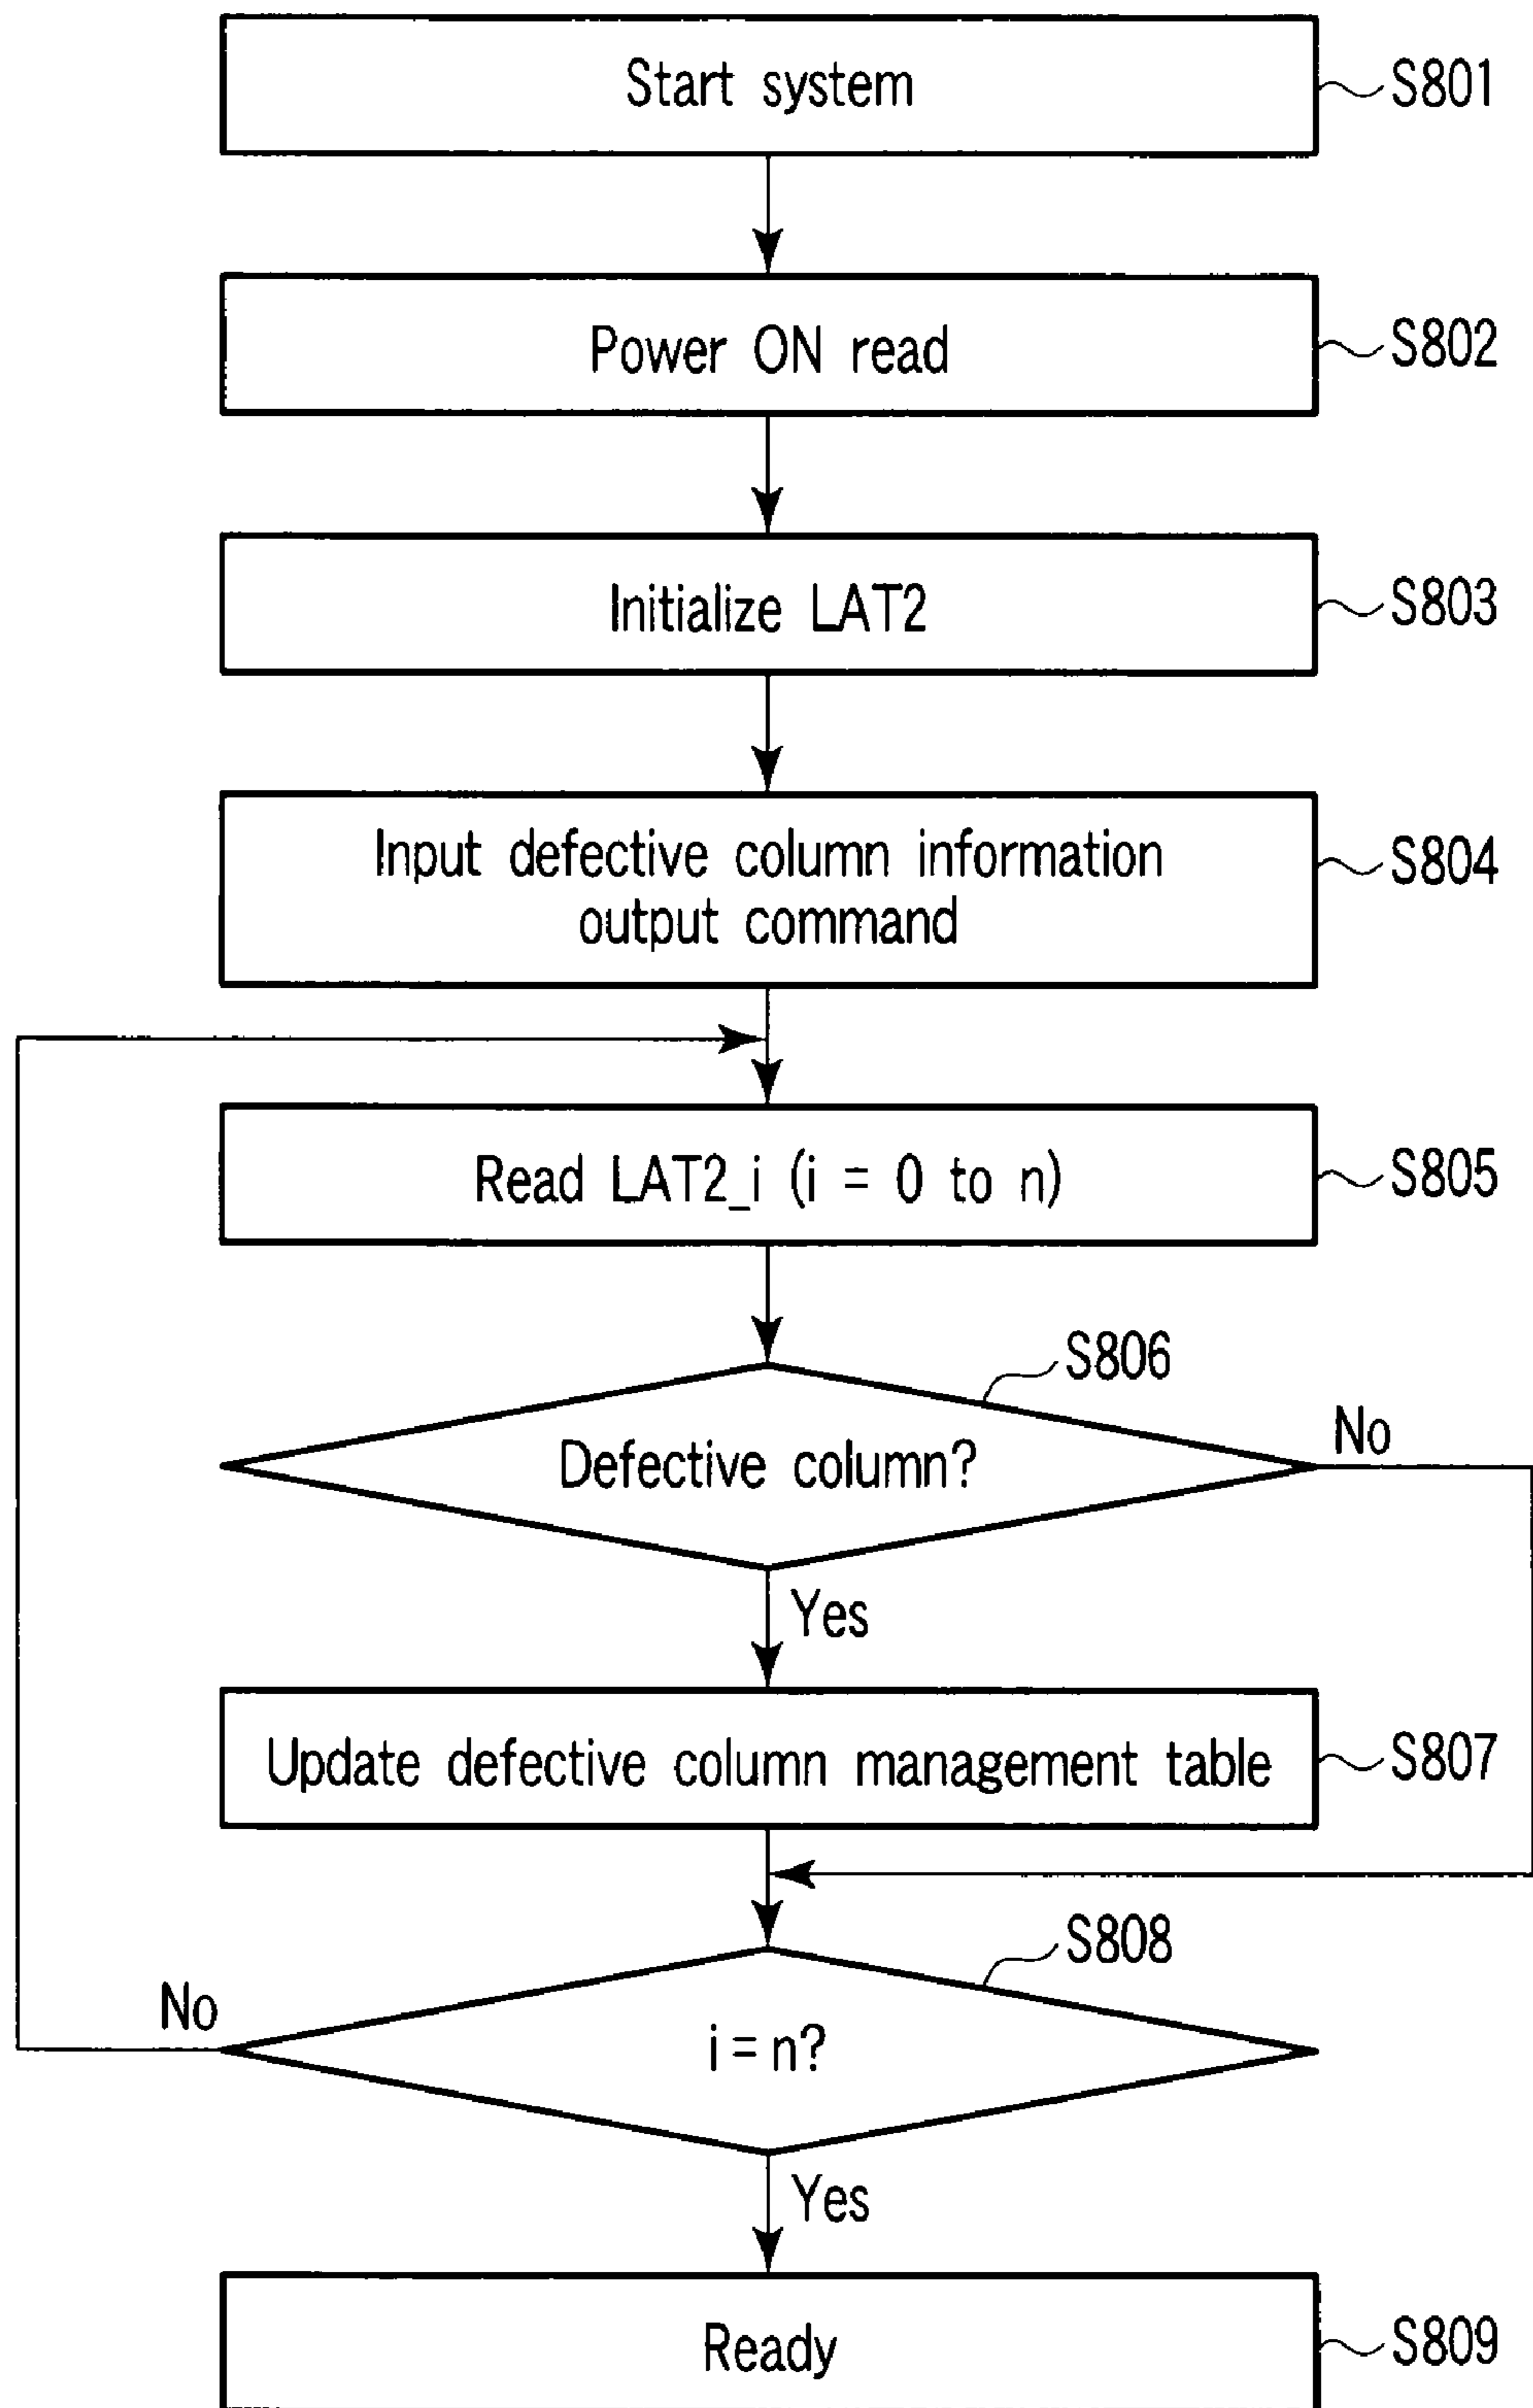 Start system
S801
Power ON read
S802
Initialize LAT2
S803
Input defective column information
output command
S804
Read LAT2_i (i = 0 to n)
S805
S806
Defective column?
No
Yes
Update defective column management table
S807
S808
No
i = n?
Yes
Ready
S809